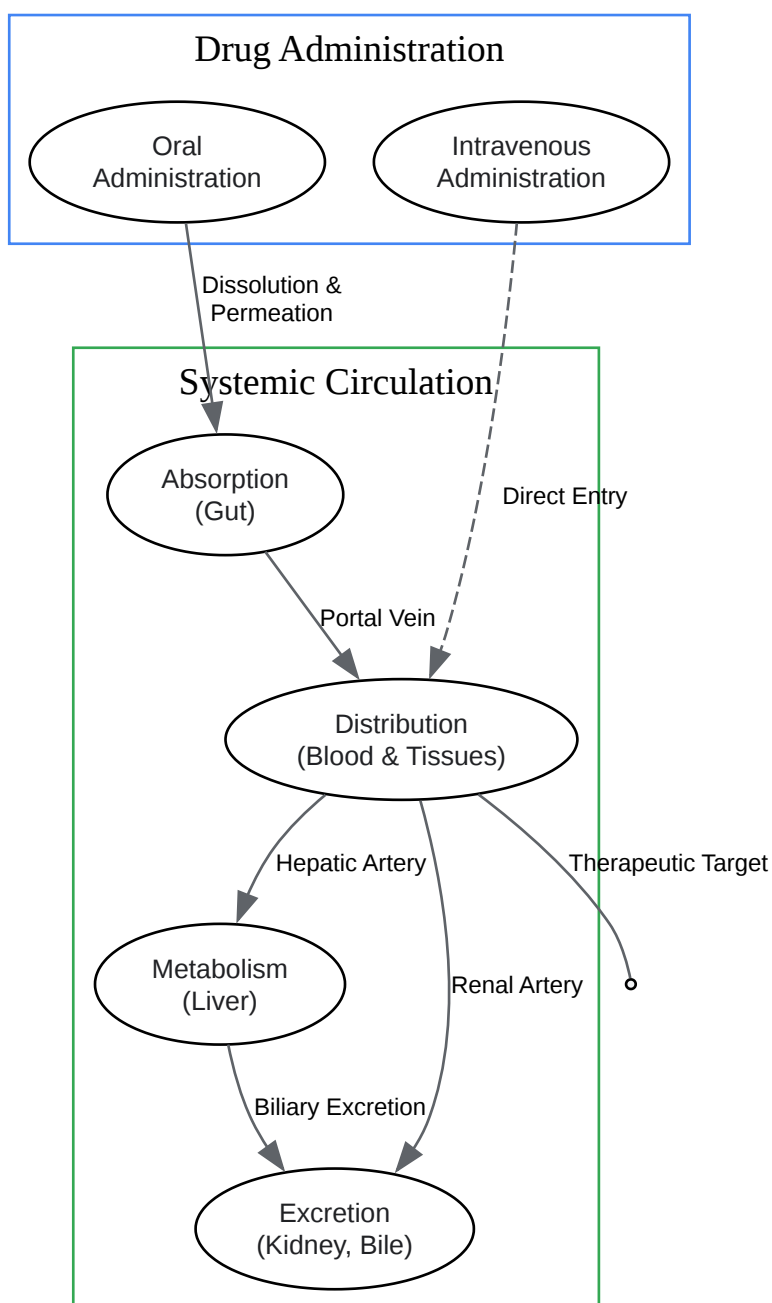 Drug Administration
Oral
Administration
Intravenous
Administration
Dissolution &
Permeation
Systemic Circulation
Absorption
(Gut)
Direct Entry
Portal Vein
Distribution
(Blood & Tissues)
Hepatic Artery
Therapeutic Target
Metabolism
(Liver)
Renal Artery
Biliary Excretion
Excretion
(Kidney, Bile)